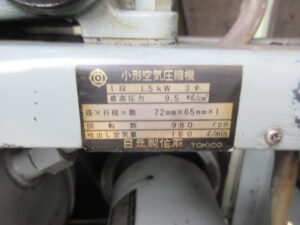 小形空気圧縮機
1段 1.5kW 3Φ
最高圧力 9.5 kg/cm²
径×行程×数 72mm×65mm×1
回転数 980 rpm
吐出し空気量 160 ℓ/min
日立製作所 TOKICO